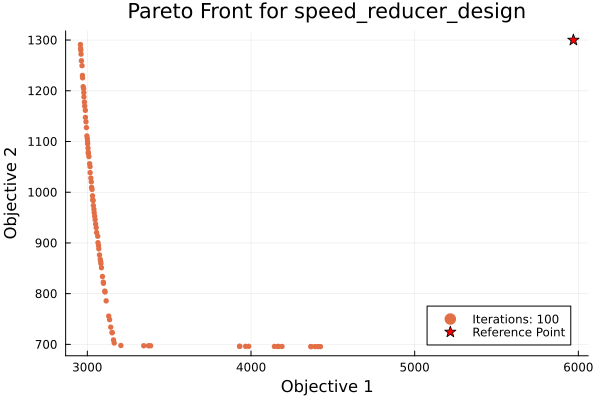 Pareto Front for speed_reducer_design
1300
1200
1100
1000
900
800
700
Objective 2
Iterations: 100
Reference Point
3000 4000 5000 6000
Objective 1